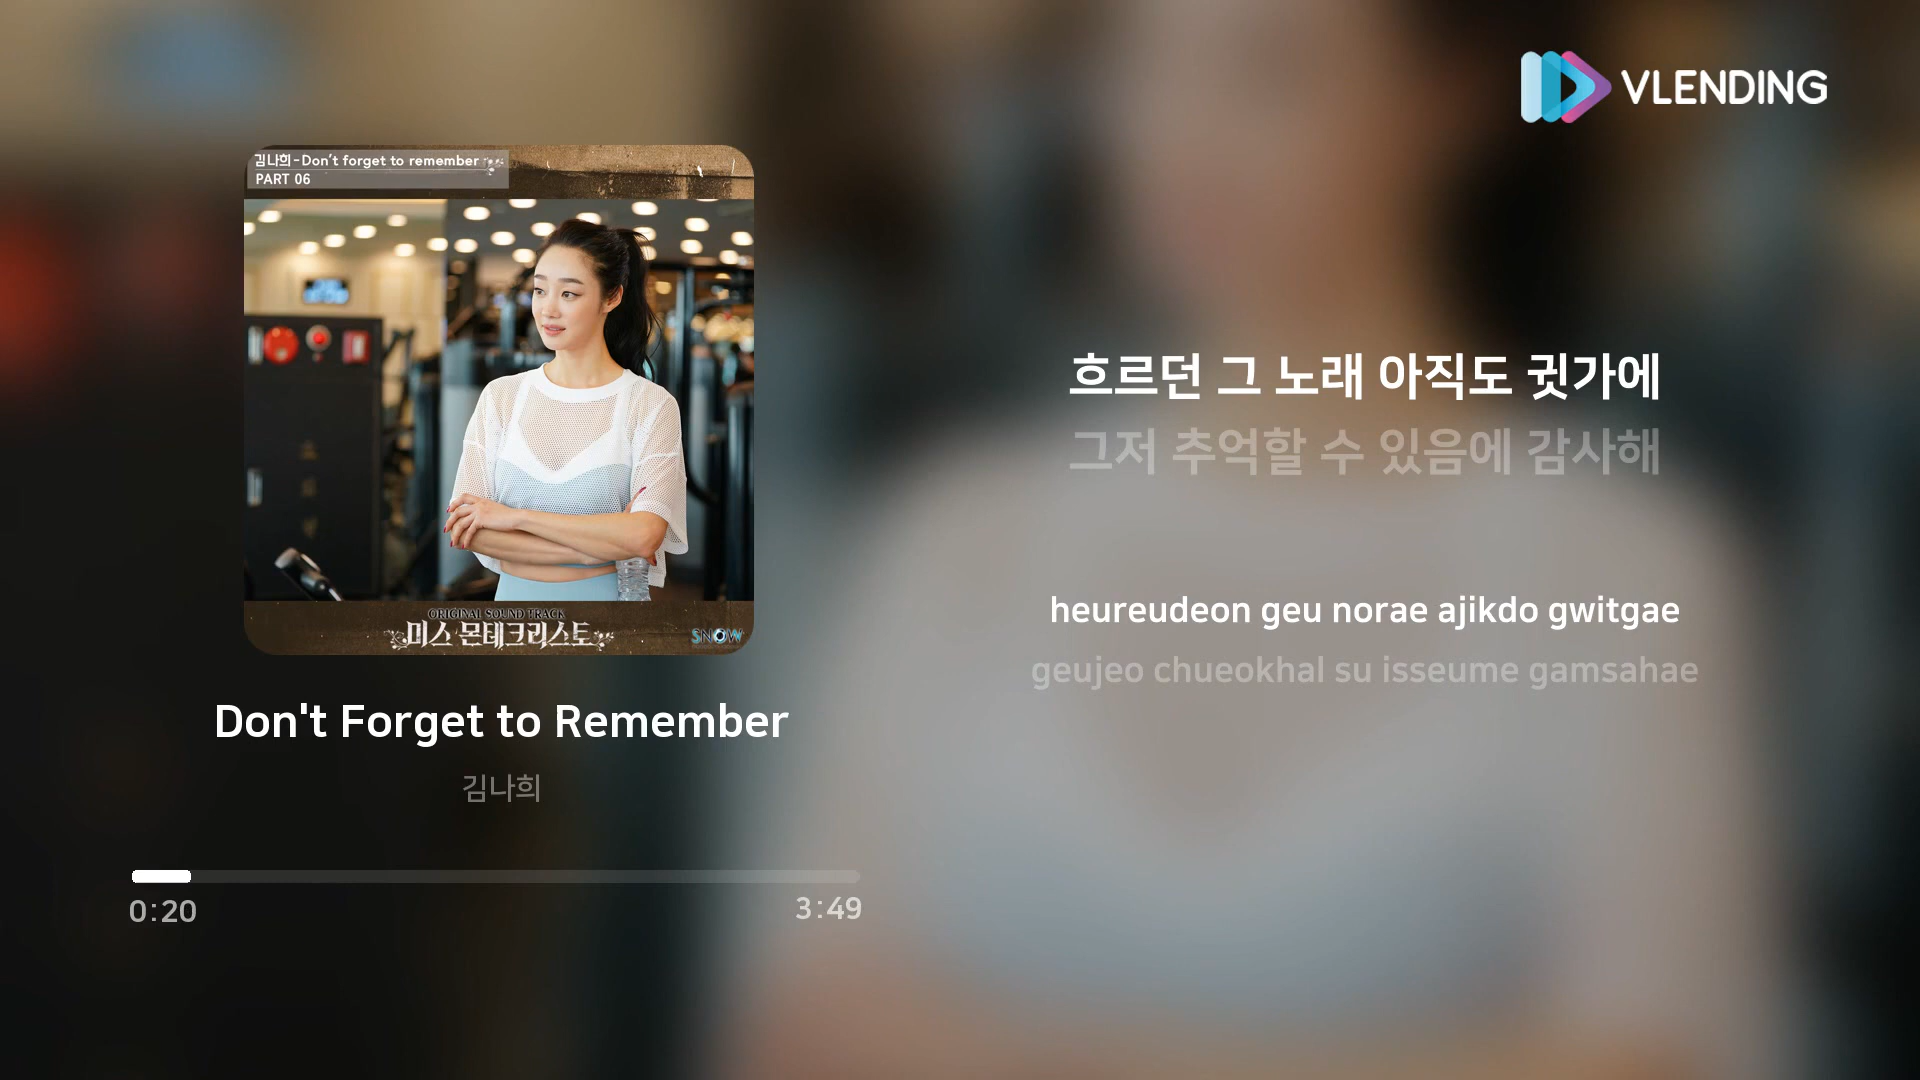 VLENDING
김나희-Don't forget to remember
PART 06
ORIGINAL SOUND TRACK
미스 몬테크리스토
SNOW
Don't Forget to Remember
김나희
0:20
3:49
흐르던 그 노래 아직도 귓가에
그저 추억할 수 있음에 감사해
heureudeon geu norae ajikdo gwitgae
geujeo chueokhal su isseume gamsahae